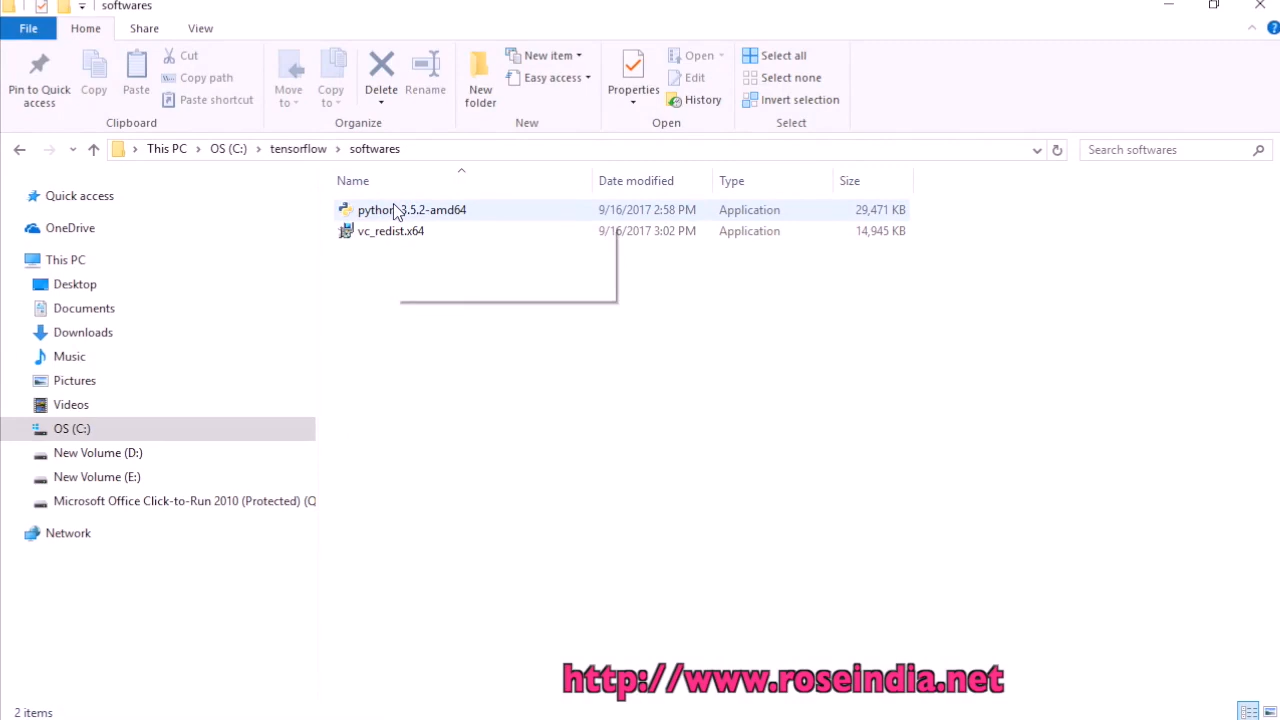 softwares
File Home Share View
Pin to Quick access
Copy
Paste
Cut
Copy path
Paste shortcut
Clipboard
Move to
Copy to
Delete
Rename
Organize
New folder
New item
Easy access
New
Properties
Open
Edit
History
Open
Select all
Select none
Invert selection
Select
This PC > OS (C:) > tensorflow > softwares
Search softwares
Name Date modified Type Size
python-3.5.2-amd64 9/16/2017 2:58 PM Application 29,471 KB
vc_redist.x64 9/16/2017 3:02 PM Application 14,945 KB
Quick access
OneDrive
This PC
Desktop
Documents
Downloads
Music
Pictures
Videos
OS (C:)
New Volume (D:)
New Volume (E:)
Microsoft Office Click-to-Run 2010 (Protected) (Q
Network
http://www.roseindia.net
2 items